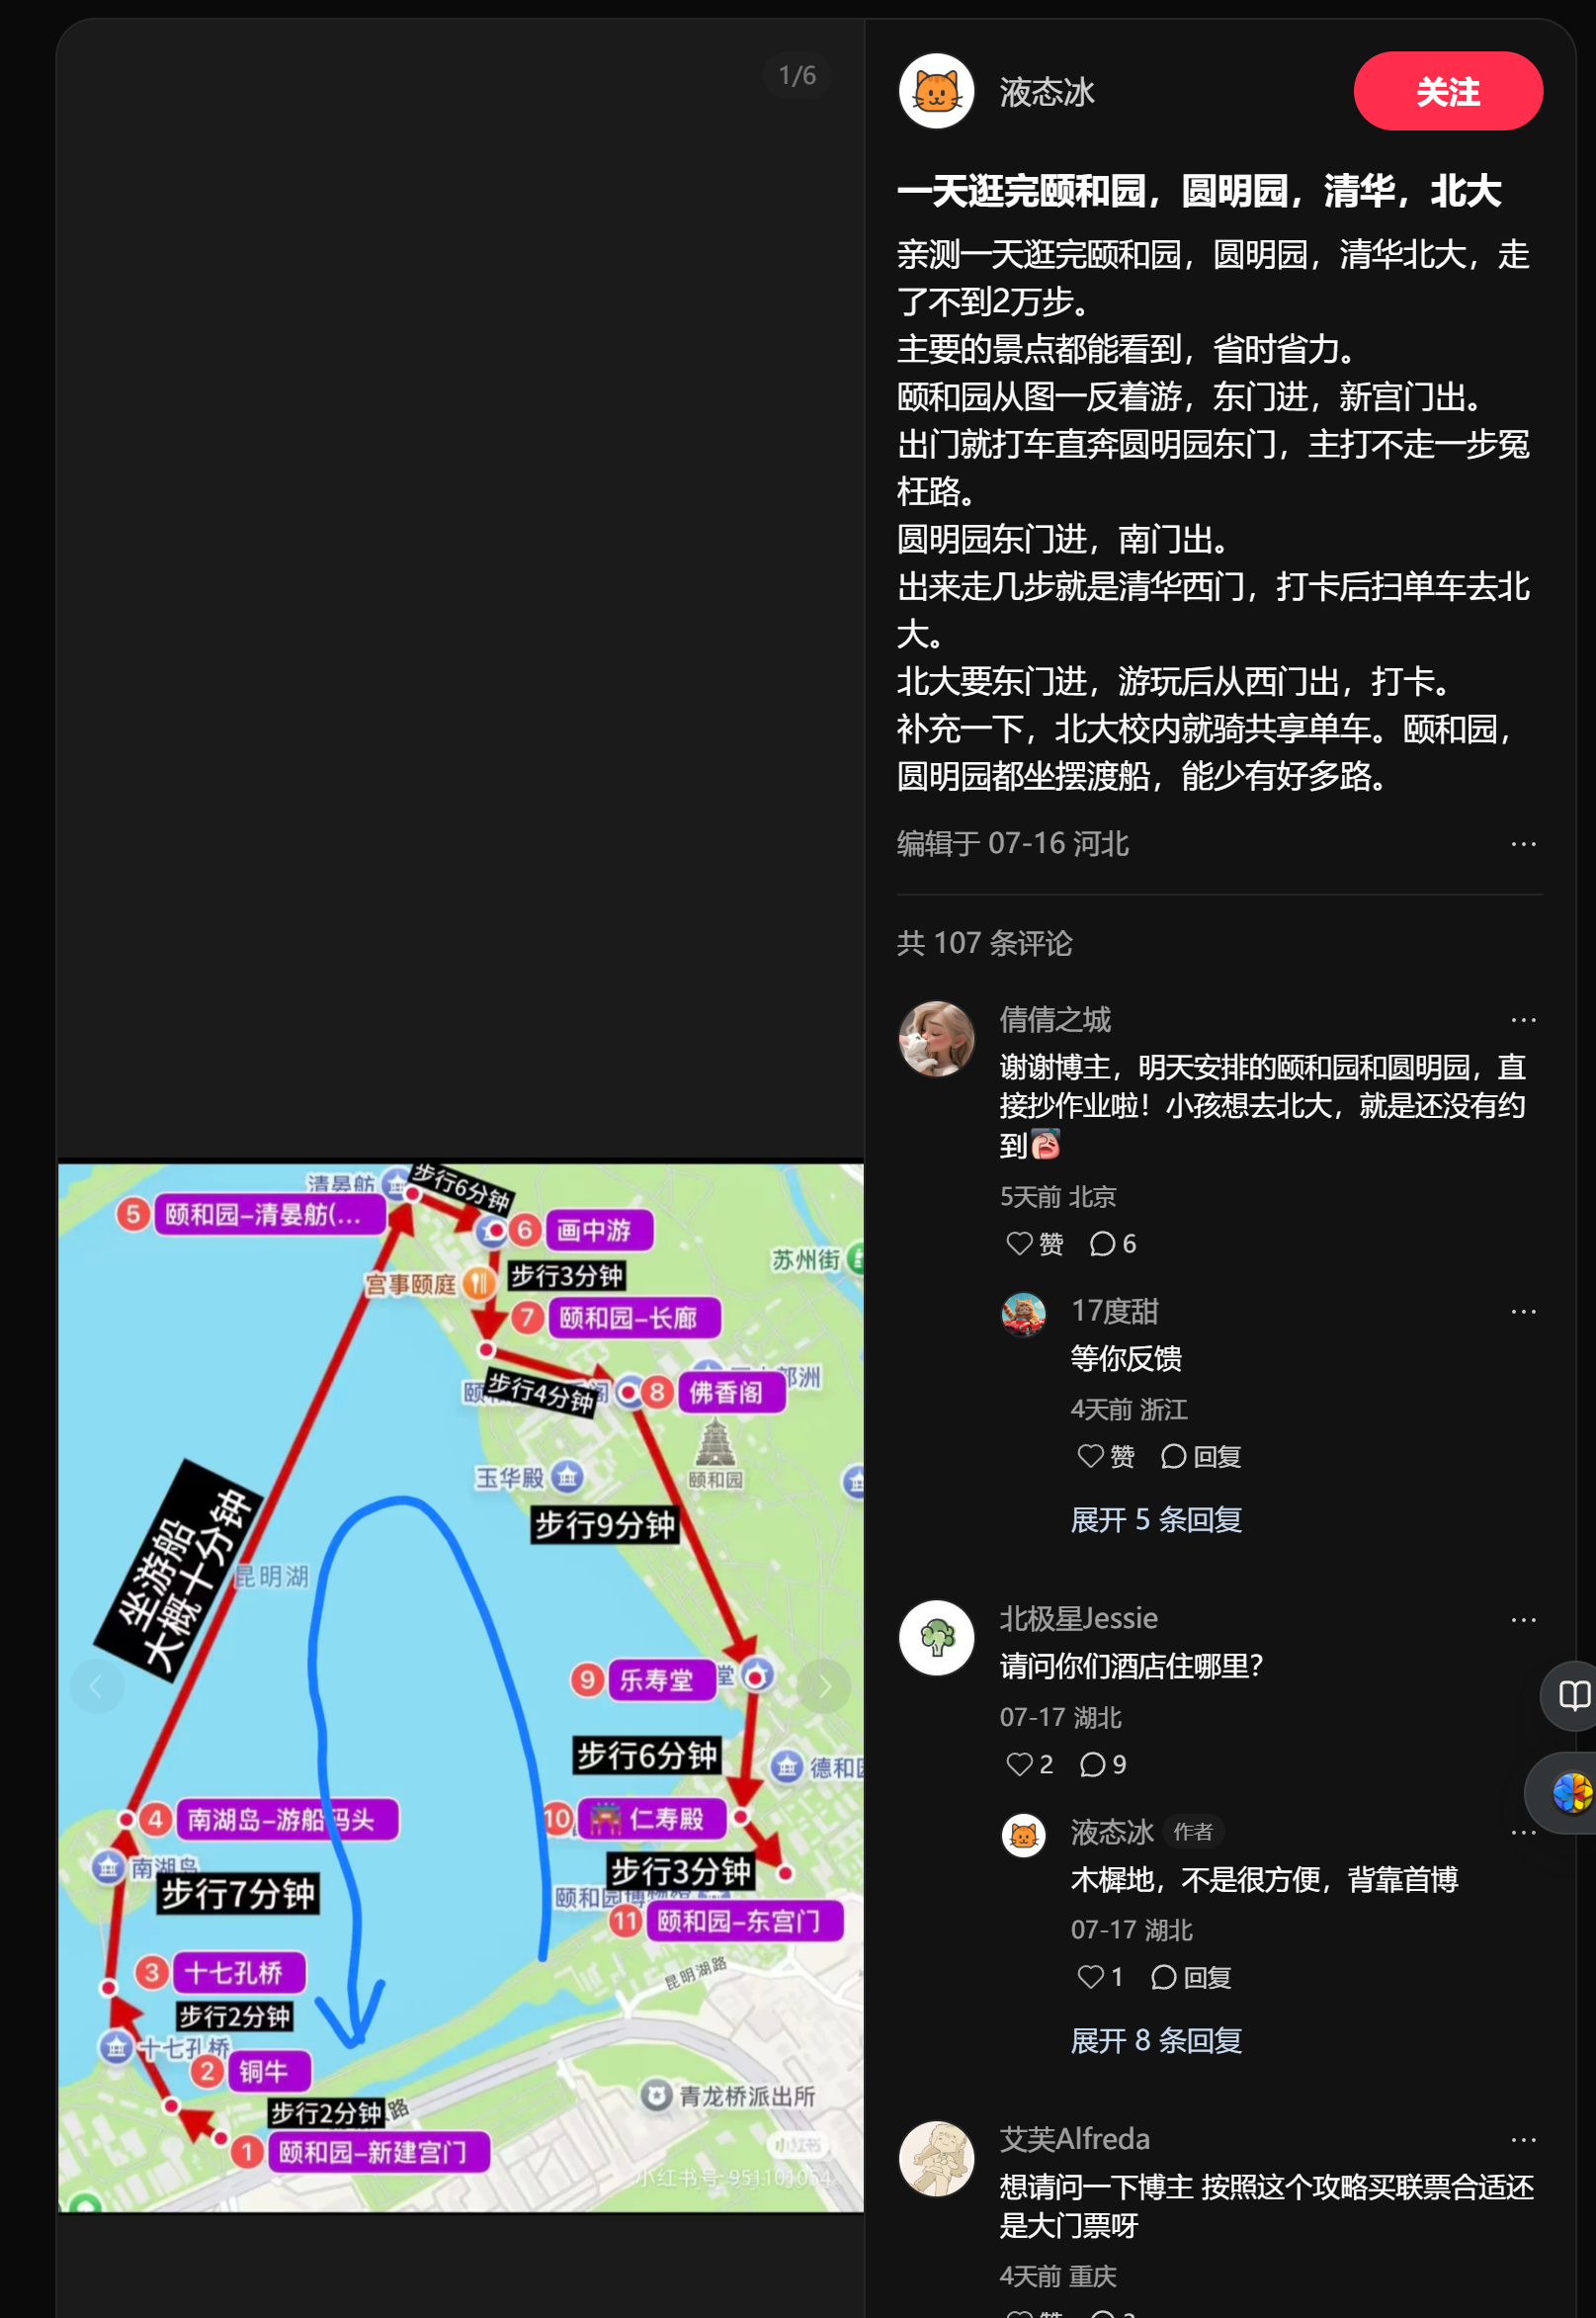 1/6
液态冰
关注
一天逛完颐和园，圆明园，清华，北大
亲测一天逛完颐和园，圆明园，清华北大，走
了不到2万步。
主要的景点都能看到，省时省力。
颐和园从图一反着游，东门进，新宫门出。
出门就打车直奔圆明园东门，主打不走一步冤
枉路。
圆明园东门进，南门出。
出来走几步就是清华西门，打卡后扫单车去北
大。
北大要东门进，游玩后从西门出，打卡。
补充一下，北大校内就骑共享单车。颐和园，
圆明园都坐摆渡船，能少有好多路。
编辑于 07-16 河北
共 107 条评论
倩倩之城
谢谢博主，明天安排的颐和园和圆明园，直
接抄作业啦！小孩想去北大，就是还没有约
到
5天前 北京
赞 6
17度甜
等你反馈
4天前 浙江
赞 回复
展开 5 条回复
北极星Jessie
请问你们酒店住哪里？
07-17 湖北
2 9
液态冰 作者
木樨地，不是很方便，背靠首博
07-17 湖北
1 回复
展开 8 条回复
艾芙Alfreda
想请问一下博主 按照这个攻略买联票合适还
是大门票呀
4天前 重庆
清晏舫
步行6分钟
5 颐和园-清晏舫(...
6 画中游
苏州街
步行3分钟
宫事颐庭
7 颐和园-长廊
步行4分钟
8 佛香阁
部洲
颐和园
玉华殿
步行9分钟
坐游船
大概十分钟
昆明湖
9 乐寿堂
堂
步行6分钟
德和园
4 南湖岛-游船码头
10 仁寿殿
南湖岛
步行3分钟
步行7分钟
颐和园博物馆
11 颐和园-东宫门
3 十七孔桥
昆明湖路
步行2分钟
十七孔桥
2 铜牛
青龙桥派出所
步行2分钟
路
1 颐和园-新建宫门
小红书
小红书号: 951101054